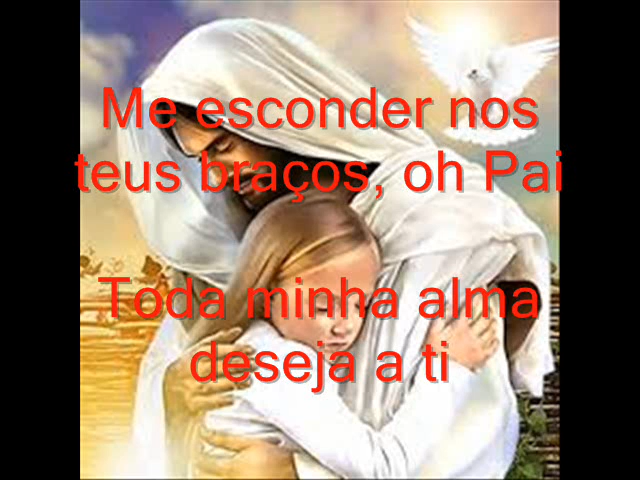 Me esconder nos
teus braços, oh Pai
Toda minha alma
deseja a ti